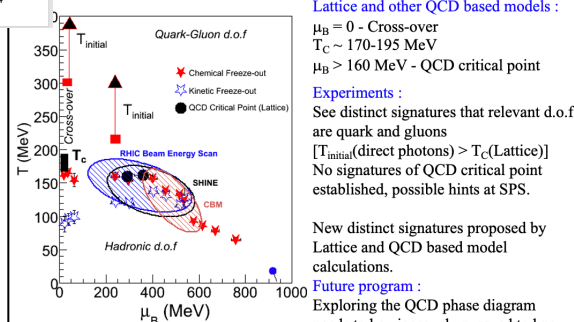 Lattice and other QCD based models :
μB = 0 - Cross-over
TC ~ 170-195 MeV
μB > 160 MeV - QCD critical point
Experiments :
See distinct signatures that relevant d.o.f
are quark and gluons
[Tinitial(direct photons) > TC(Lattice)]
No signatures of QCD critical point
established, possible hints at SPS.
New distinct signatures proposed by
Lattice and QCD based model
calculations.
Future program :
Exploring the QCD phase diagram
Quark-Gluon d.o.f
Tinitial
Chemical Freeze-out
Kinetic Freeze-out
QCD Critical Point (Lattice)
Tinitial
Cross-over
Tc
RHIC Beam Energy Scan
SHINE
CBM
Hadronic d.o.f
T (MeV)
350
300
250
200
150
100
50
0
0 200 400 600 800 1000
μB (MeV)